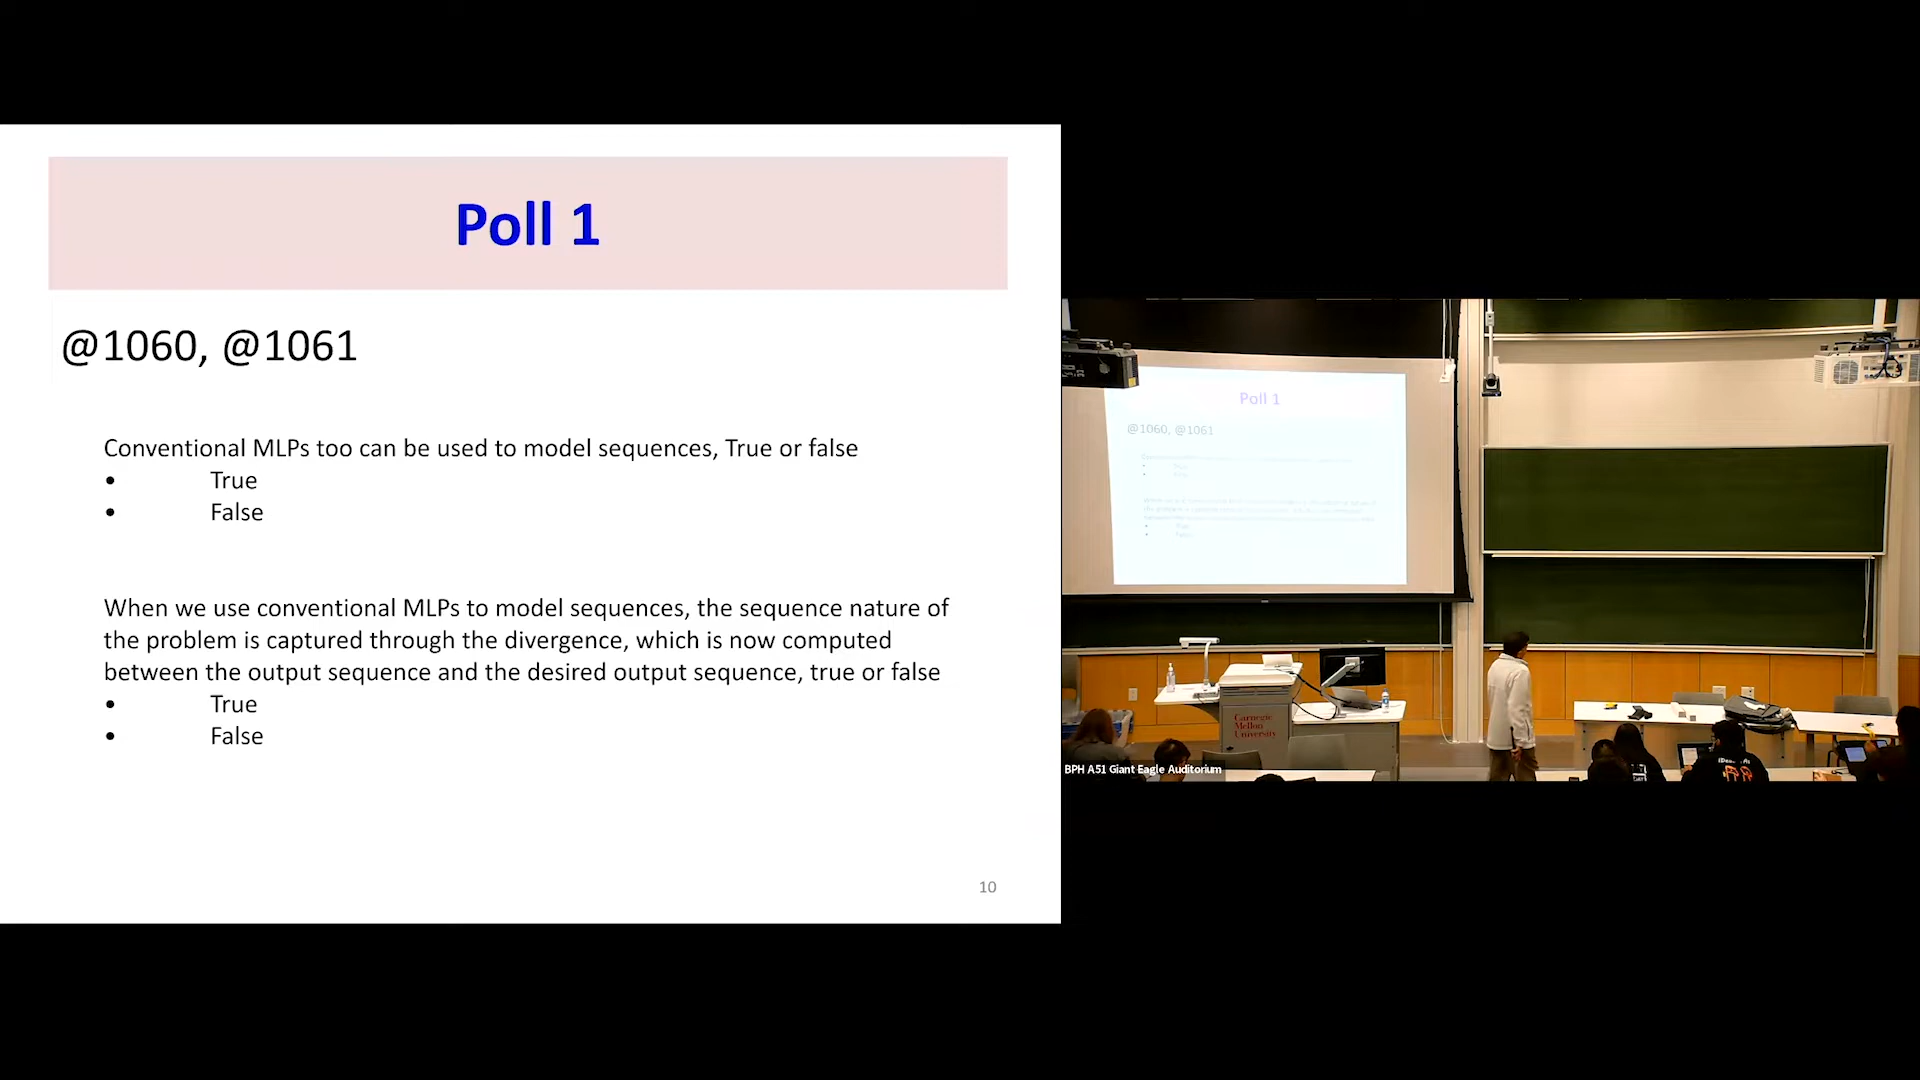 Poll 1
@1060, @1061
Conventional MLPs too can be used to model sequences, True or false
• True
• False
When we use conventional MLPs to model sequences, the sequence nature of
the problem is captured through the divergence, which is now computed
between the output sequence and the desired output sequence, true or false
• True
• False
10
Poll 1
@1060, @1061
Carnegie
Mellon
University
BPH A51 Giant Eagle Auditorium